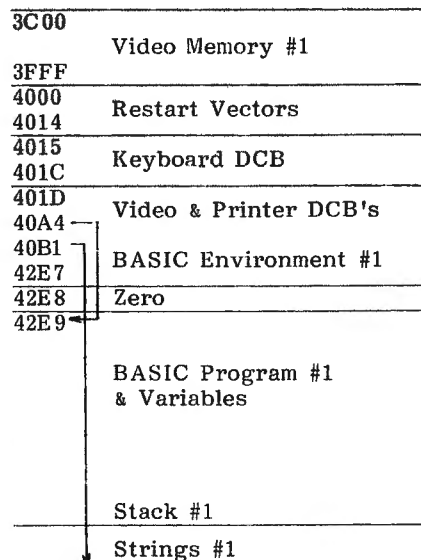 3C00
Video Memory #1
3FFF
4000
Restart Vectors
4014
4015
Keyboard DCB
401C
401D
Video & Printer DCB's
40A4
40B1
BASIC Environment #1
42E7
42E8 Zero
42E9
BASIC Program #1
& Variables
Stack #1
Strings #1